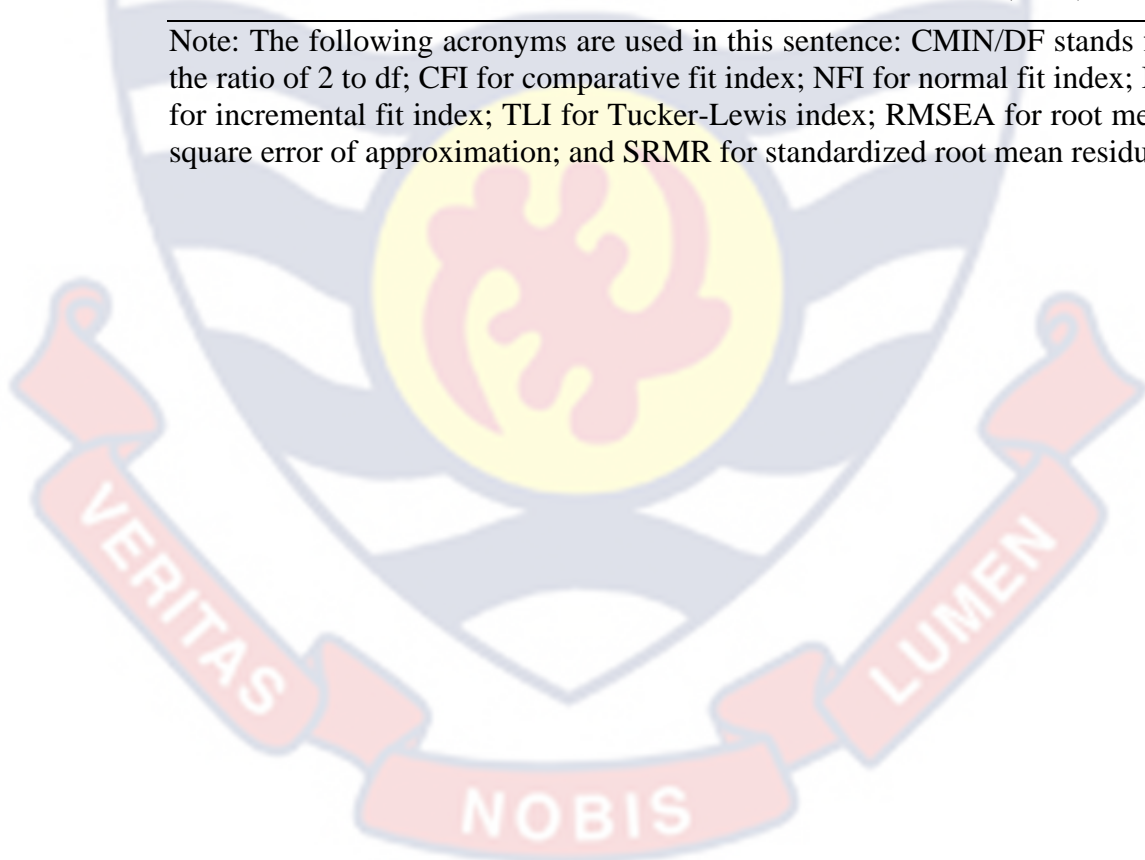 Note: The following acronyms are used in this sentence: CMIN/DF stands
the ratio of 2 to df; CFI for comparative fit index; NFI for normal fit index;
for incremental fit index; TLI for Tucker-Lewis index; RMSEA for root me
square error of approximation; and SRMR for standardized root mean residu
VERITAS
NOBIS
LUMEN